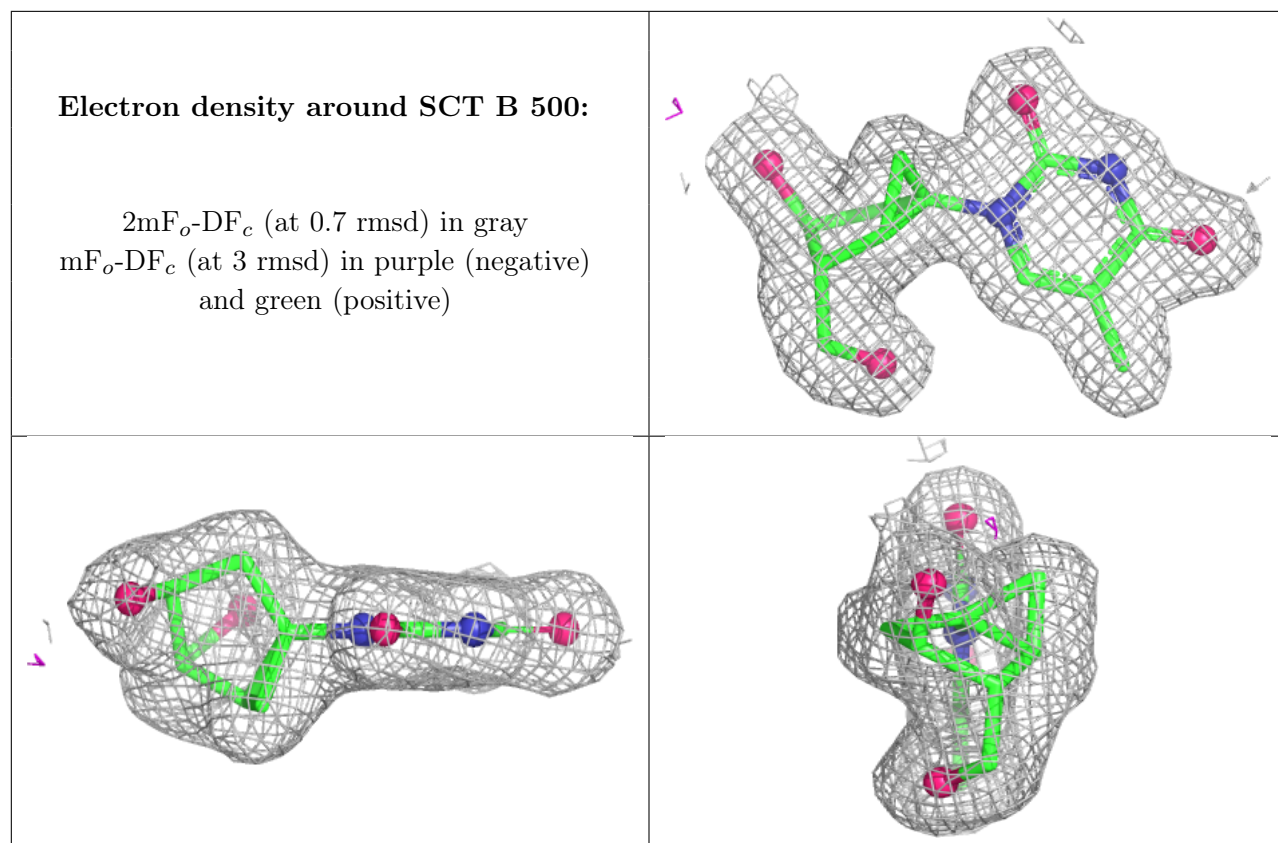 Electron density around SCT B 500:
2mFₒ-DF𝒸 (at 0.7 rmsd) in gray
mFₒ-DF𝒸 (at 3 rmsd) in purple (negative)
and green (positive)